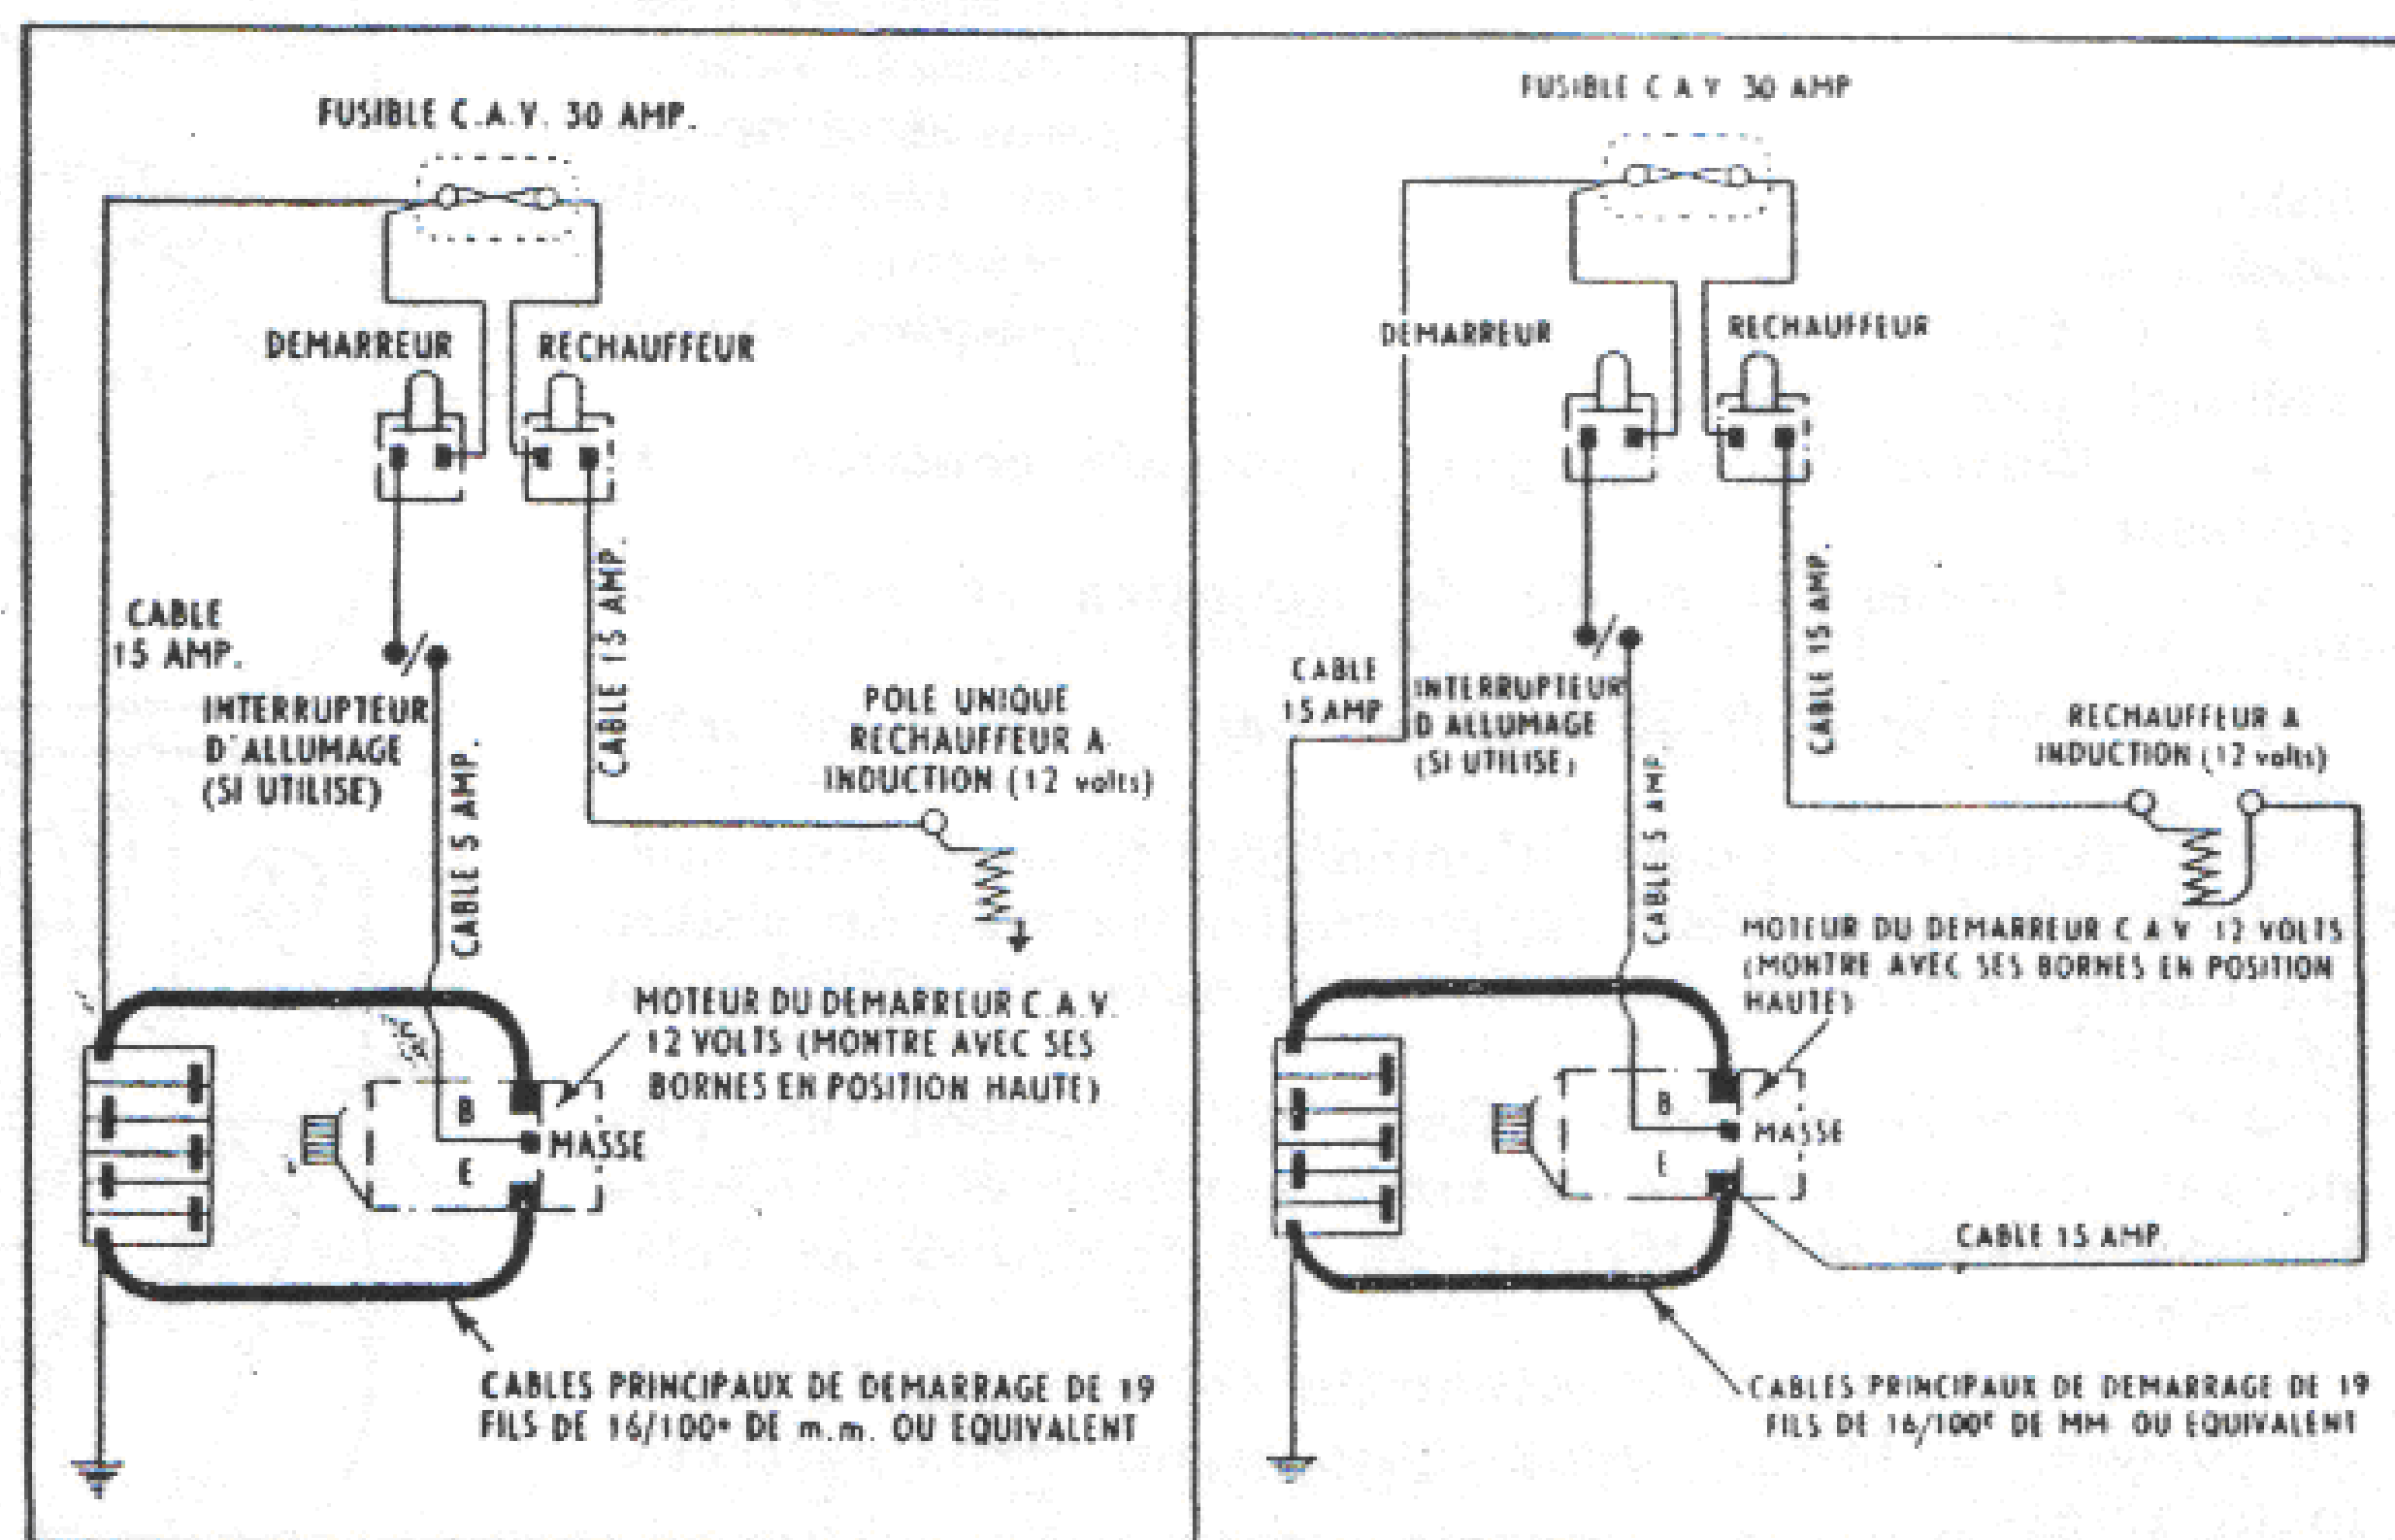 FUSIBLE C.A.V. 30 AMP.
DEMARREUR
RECHAUFFEUR
CABLE
15 AMP.
INTERRUPTEUR
D'ALLUMAGE
(SI UTILISE)
CABLE 5 AMP.
CABLE 15 AMP.
POLE UNIQUE
RECHAUFFEUR A
INDUCTION (12 volts)
MOTEUR DU DEMARREUR C.A.V.
12 VOLTS (MONTRE AVEC SES
BORNES EN POSITION HAUTE)
B
MASSE
E
CABLES PRINCIPAUX DE DEMARRAGE DE 19
FILS DE 16/100e DE m.m. OU EQUIVALENT
FUSIBLE C A V 30 AMP
DEMARREUR
RECHAUFFEUR
CABLE
15 AMP
INTERRUPTEUR
D ALLUMAGE
(SI UTILISE)
CABLE 5 AMP.
CABLE 15 AMP.
RECHAUFFEUR A
INDUCTION (12 volts)
MOTEUR DU DEMARREUR C A V 12 VOLTS
(MONTRE AVEC SES BORNES EN POSITION
HAUTE)
B
MASSE
E
CABLE 15 AMP.
CABLES PRINCIPAUX DE DEMARRAGE DE 19
FILS DE 16/100e DE MM OU EQUIVALENT